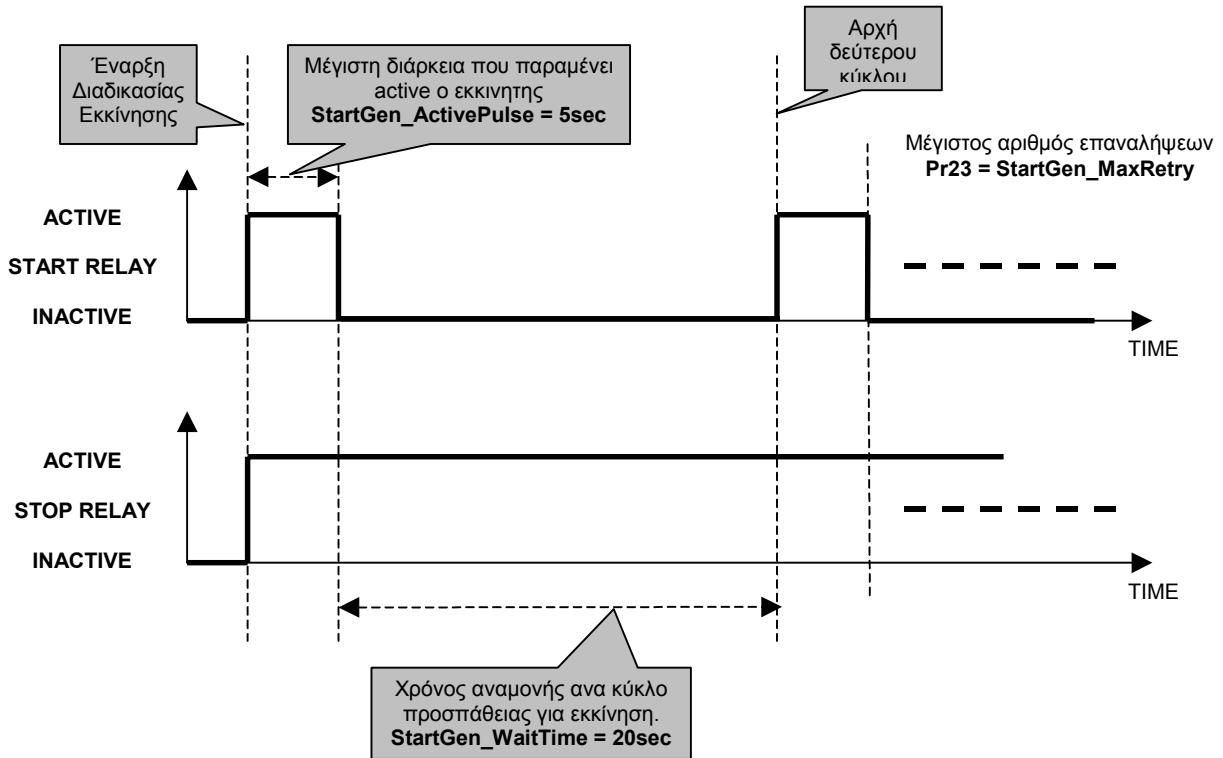 Έναρξη
Διαδικασίας
Εκκίνησης
Μέγιστη διάρκεια που παραμένει
active ο εκκινητης
StartGen_ActivePulse = 5sec
Αρχή
δεύτερου
κύκλου
Μέγιστος αριθμός επαναλήψεων
Pr23 = StartGen_MaxRetry
ACTIVE
START RELAY
INACTIVE
TIME
ACTIVE
STOP RELAY
INACTIVE
TIME
Χρόνος αναμονής ανα κύκλο
προσπάθειας για εκκίνηση.
StartGen_WaitTime = 20sec